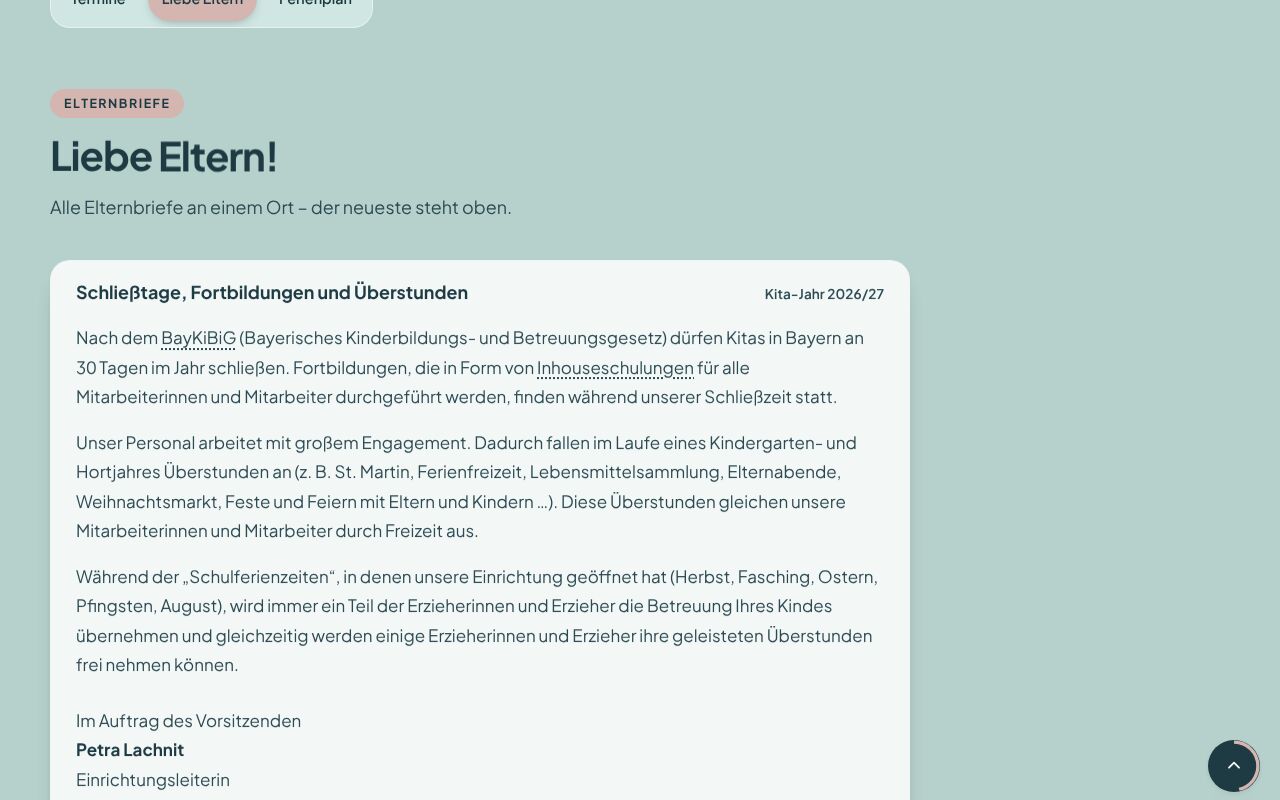 Termine Liebe Eltern Ferienplan
ELTERNBRIEFE
Liebe Eltern!
Alle Elternbriefe an einem Ort – der neueste steht oben.
Schließtage, Fortbildungen und Überstunden
Kita-Jahr 2026/27
Nach dem BayKiBiG (Bayerisches Kinderbildungs- und Betreuungsgesetz) dürfen Kitas in Bayern an
30 Tagen im Jahr schließen. Fortbildungen, die in Form von Inhouseschulungen für alle
Mitarbeiterinnen und Mitarbeiter durchgeführt werden, finden während unserer Schließzeit statt.
Unser Personal arbeitet mit großem Engagement. Dadurch fallen im Laufe eines Kindergarten- und
Hortjahres Überstunden an (z. B. St. Martin, Ferienfreizeit, Lebensmittelsammlung, Elternabende,
Weihnachtsmarkt, Feste und Feiern mit Eltern und Kindern …). Diese Überstunden gleichen unsere
Mitarbeiterinnen und Mitarbeiter durch Freizeit aus.
Während der „Schulferienzeiten“, in denen unsere Einrichtung geöffnet hat (Herbst, Fasching, Ostern,
Pfingsten, August), wird immer ein Teil der Erzieherinnen und Erzieher die Betreuung Ihres Kindes
übernehmen und gleichzeitig werden einige Erzieherinnen und Erzieher ihre geleisteten Überstunden
frei nehmen können.
Im Auftrag des Vorsitzenden
Petra Lachnit
Einrichtungsleiterin